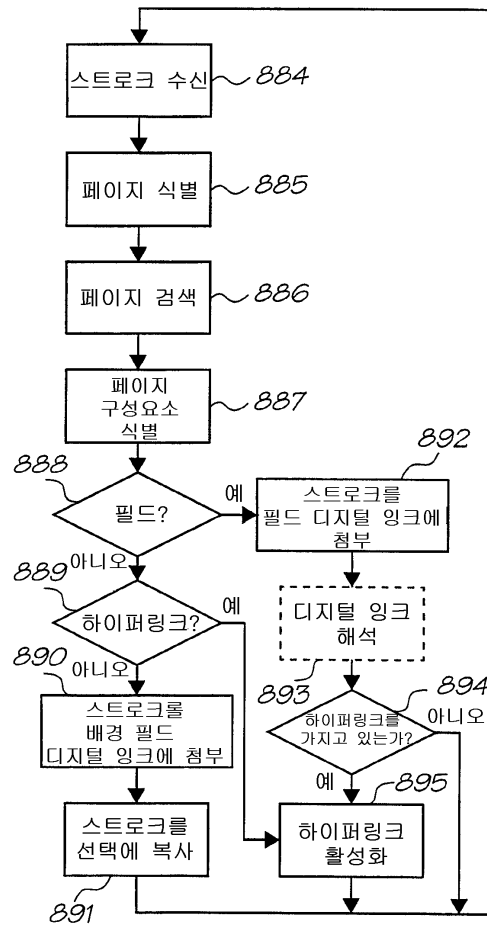 스트로크 수신
884
페이지 식별
885
페이지 검색
886
페이지
구성요소
식별
887
888
필드?
예
아니오
892
스트로크를
필드 디지털 잉크에
첨부
889
하이퍼링크?
예
아니오
디지털 잉크
해석
893
890
스트로크롤
배경 필드
디지털 잉크에 첨부
894
하이퍼링크를
가지고 있는가?
아니오
예
스트로크를
선택에 복사
891
895
하이퍼링크
활성화